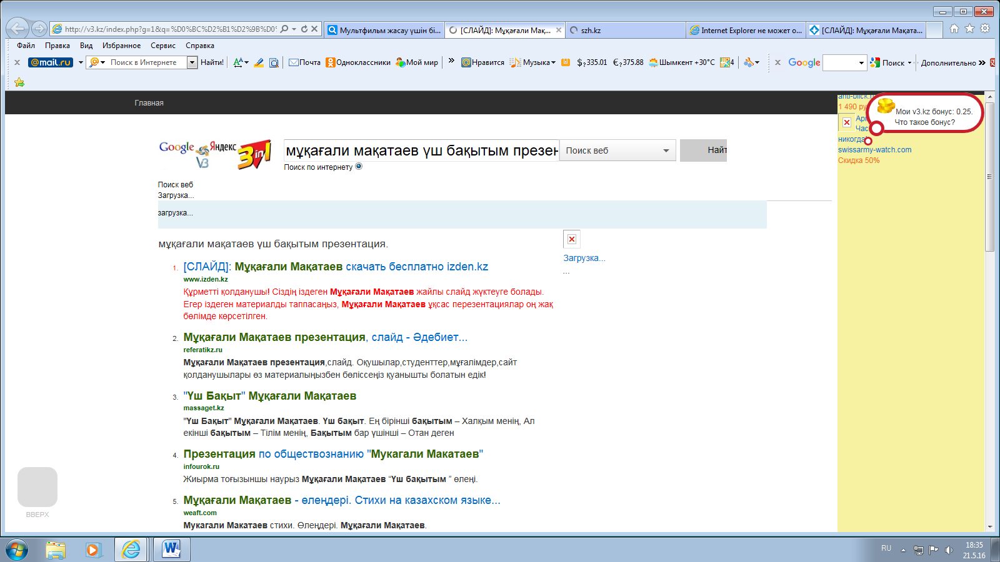 http://v3.kz/index.php?g=1&q=%D0%BC%D2%B1%D2%9B%D0°
Мультфильм жасау үшін бі...
[СЛАЙД]: Мұқағали Мақ...
szh.kz
Internet Explorer не может о...
[СЛАЙД]: Мұқағали Мақата...
Файл Правка Вид Избранное Сервис Справка
@mail.ru Поиск в Интернете Найти! Почта Одноклассники Мой мир » Нравится Музыка $?335.01 €?375.88 Шымкент +30°C 4 Google Поиск Дополнительно »
Главная
anti-blick.
1 490 ру
Мои v3.kz бонус: 0.25.
Что такое бонус?
Час
никогда!
swissarmy-watch.com
Скидка 50%
Google Яндекс V3 3in1
мұқағали мақатаев үш бақытым презен
Поиск веб
Найт
Поиск по интернету
Поиск веб
Загрузка...
загрузка...
мұқағали мақатаев үш бақытым презентация.
Загрузка...
...
1. [СЛАЙД]: Мұқағали Мақатаев скачать бесплатно izden.kz
www.izden.kz
Құрметті қолданушы! Сіздің іздеген Мұқағали Мақатаев жайлы слайд жүктеуге болады.
Егер іздеген материалды таппасаңыз, Мұқағали Мақатаев ұқсас перезентациялар оң жақ
бөлімде көрсетілген.
2. Мұқағали Мақатаев презентация, слайд - Әдебиет...
referatikz.ru
Мұқағали Мақатаев презентация,слайд. Оқушылар,студенттер,мұғалімдер,сайт
қолданушылары өз материалыңызбен бөліссеңіз қуанышты болатын едік!
3. "Үш Бақыт" Мұқағали Мақатаев
massaget.kz
"Үш Бақыт" Мұқағали Мақатаев. Үш бақыт. Ең бірінші бақытым – Халқым менің, Ал
екінші бақытым – Тілім менің, Бақытым бар үшінші – Отан деген
4. Презентация по обществознанию "Мукагали Макатаев"
infourok.ru
Жиырма тоғызыншы наурыз Мұқағали Мақатаев “Үш бақытым ” өлеңі.
5. Мұқағали Мақатаев - өлеңдері. Стихи на казахском языке...
weaft.com
Мукагали Макатаев стихи. Өлеңдері. Мұқағали Мақатаев.
ВВЕРХ
RU
18:35
21.5.16